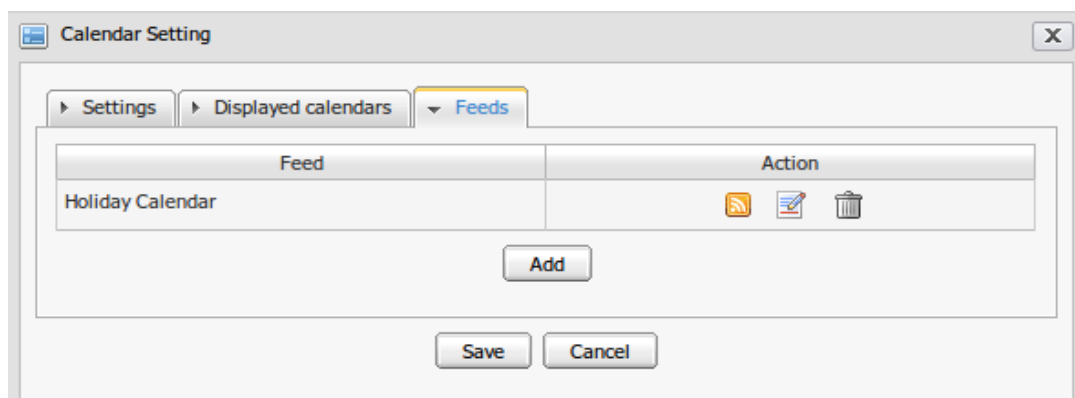 Calendar Setting
X
Settings
Displayed calendars
Feeds
Feed
Action
Holiday Calendar
Add
Save
Cancel